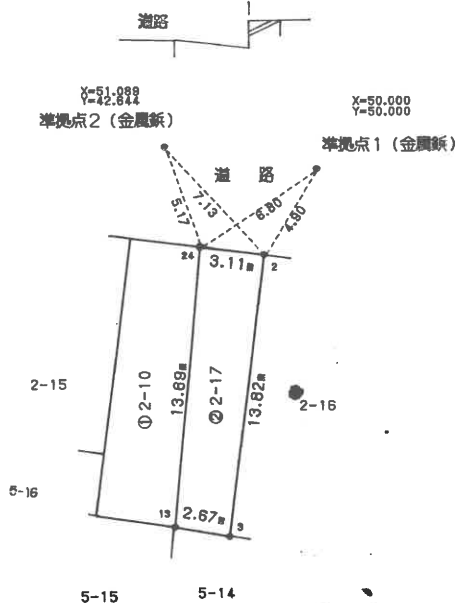 道路
X=51.089
Y=42.644
準拠点2（金属鋲）
X=50.000
Y=50.000
準拠点1（金属鋲）
道 路
5.17
7.13
6.80
4.90
24
3.11m
2
2-15
①2-10
13.89m
②2-17
13.82m
2-16
5-16
13
2.67m
3
5-15
5-14